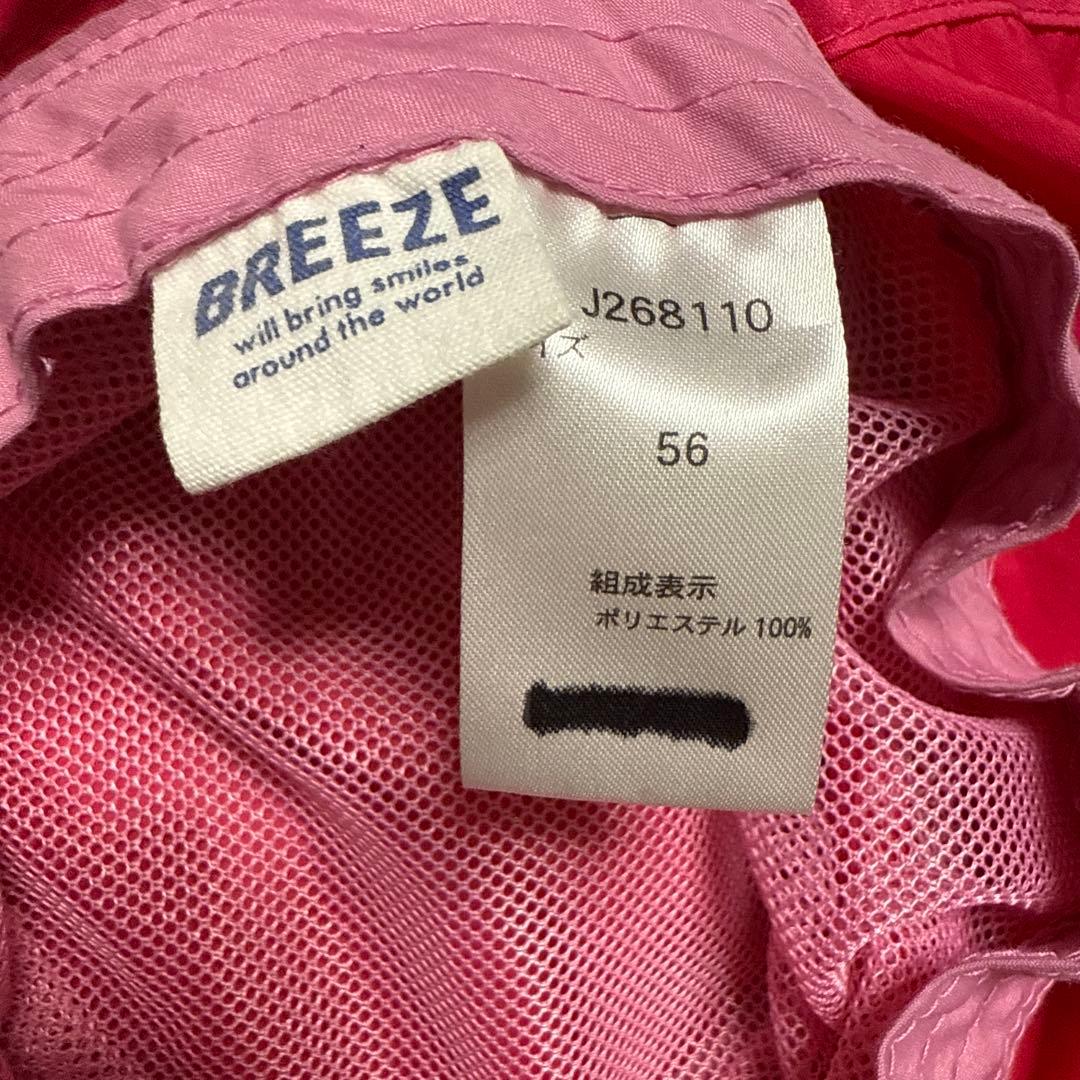 BREEZE
will bring smiles
around the world
J268110
イズ
56
組成表示
ポリエステル 100%